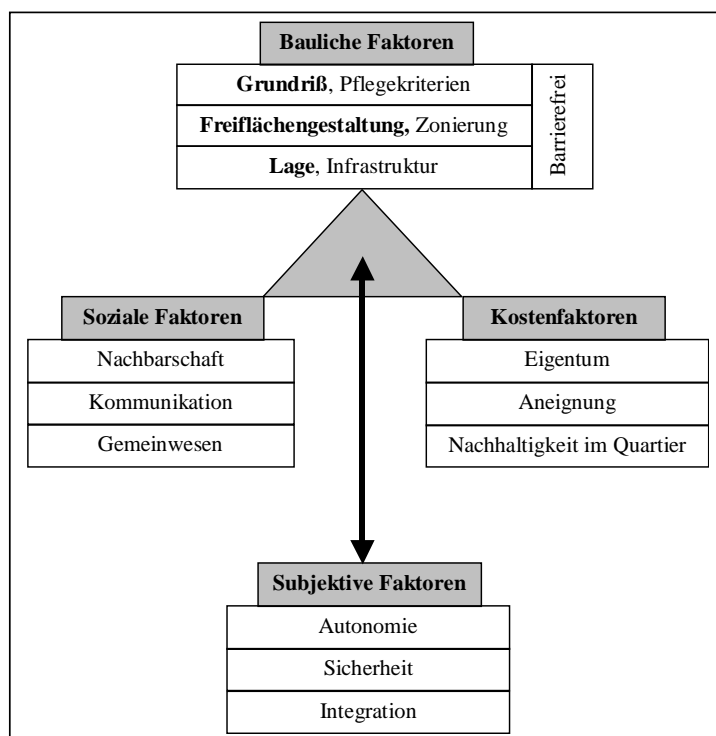 Bauliche Faktoren
Grundriß, Pflegekriterien
Freiflächengestaltung, Zonierung
Lage, Infrastruktur
Barrierefrei
Soziale Faktoren
Nachbarschaft
Kommunikation
Gemeinwesen
Kostenfaktoren
Eigentum
Aneignung
Nachhaltigkeit im Quartier
Subjektive Faktoren
Autonomie
Sicherheit
Integration